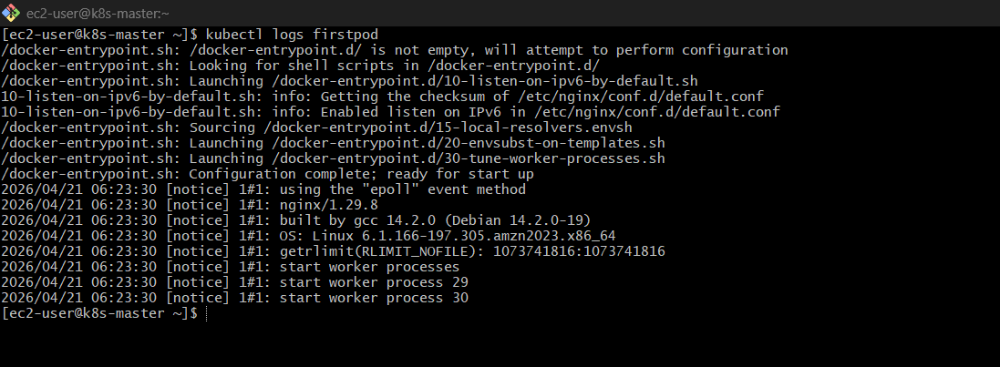 ec2-user@k8s-master:~
[ec2-user@k8s-master ~]$ kubectl logs firstpod
/docker-entrypoint.sh: /docker-entrypoint.d/ is not empty, will attempt to perform configuration
/docker-entrypoint.sh: Looking for shell scripts in /docker-entrypoint.d/
/docker-entrypoint.sh: Launching /docker-entrypoint.d/10-listen-on-ipv6-by-default.sh
10-listen-on-ipv6-by-default.sh: info: Getting the checksum of /etc/nginx/conf.d/default.conf
10-listen-on-ipv6-by-default.sh: info: Enabled listen on IPv6 in /etc/nginx/conf.d/default.conf
/docker-entrypoint.sh: Sourcing /docker-entrypoint.d/15-local-resolvers.envsh
/docker-entrypoint.sh: Launching /docker-entrypoint.d/20-envsubst-on-templates.sh
/docker-entrypoint.sh: Launching /docker-entrypoint.d/30-tune-worker-processes.sh
/docker-entrypoint.sh: Configuration complete; ready for start up
2026/04/21 06:23:30 [notice] 1#1: using the "epoll" event method
2026/04/21 06:23:30 [notice] 1#1: nginx/1.29.8
2026/04/21 06:23:30 [notice] 1#1: built by gcc 14.2.0 (Debian 14.2.0-19)
2026/04/21 06:23:30 [notice] 1#1: OS: Linux 6.1.166-197.305.amzn2023.x86_64
2026/04/21 06:23:30 [notice] 1#1: getrlimit(RLIMIT_NOFILE): 1073741816:1073741816
2026/04/21 06:23:30 [notice] 1#1: start worker processes
2026/04/21 06:23:30 [notice] 1#1: start worker process 29
2026/04/21 06:23:30 [notice] 1#1: start worker process 30
[ec2-user@k8s-master ~]$